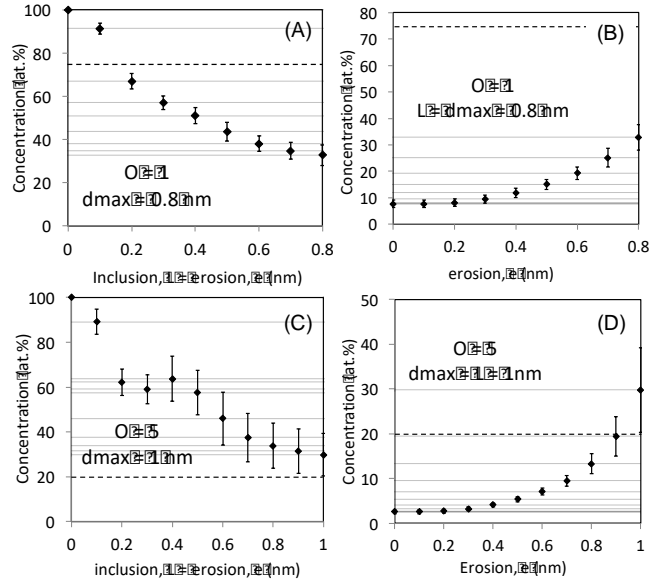 (A)
Concentration (at.%)
100
80
60
40
20
0
O = 1
dmax = 0.8 nm
0 0.2 0.4 0.6 0.8
Inclusion, L = erosion, e (nm)
(B)
Concentration (at.%)
80
70
60
50
40
30
20
10
0
O = 1
L = dmax = 0.8 nm
0 0.2 0.4 0.6 0.8
erosion, e (nm)
(C)
Concentration (at.%)
100
80
60
40
20
0
O = 5
dmax = 1 nm
0 0.2 0.4 0.6 0.8 1
inclusion, L = erosion, e (nm)
(D)
Concentration (at.%)
50
40
30
20
10
0
O = 5
dmax = L = 1nm
0 0.2 0.4 0.6 0.8 1
Erosion, e (nm)